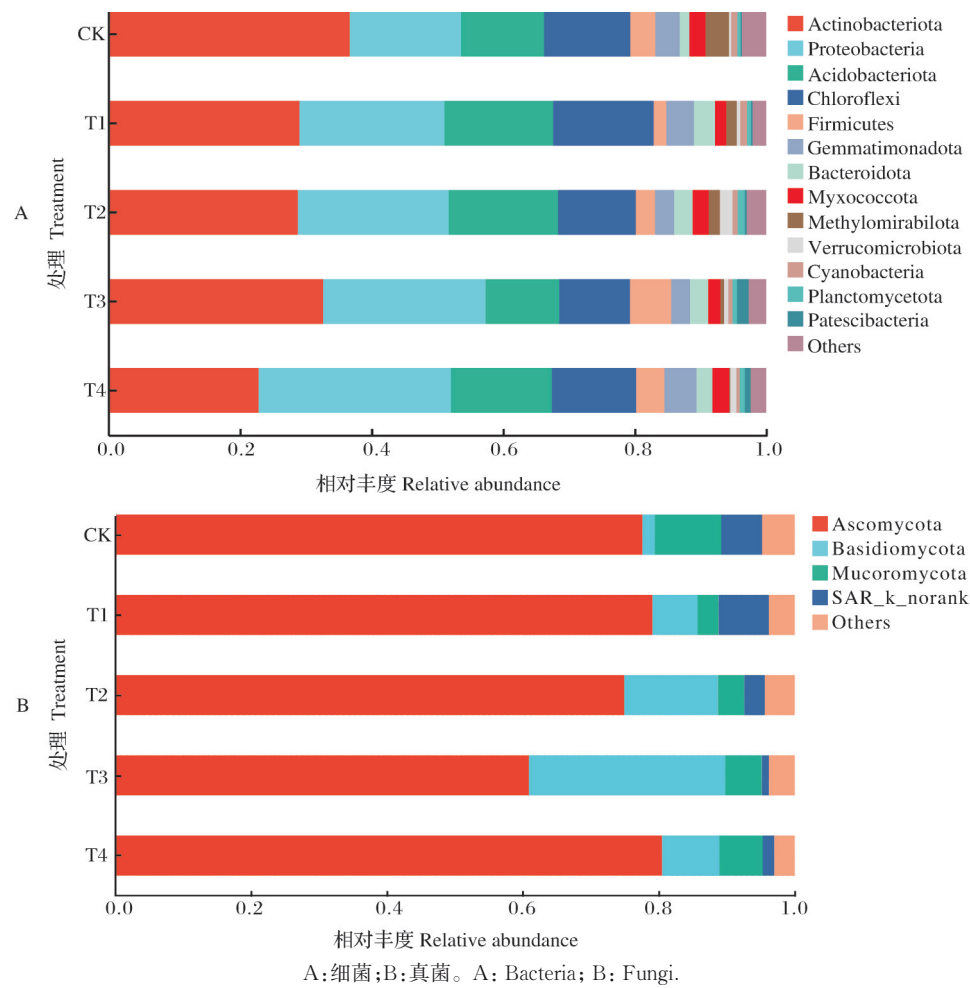 CK
T1
T2
T3
T4
A
处理 Treatment
0.0 0.2 0.4 0.6 0.8 1.0
相对丰度 Relative abundance
Actinobacteriota
Proteobacteria
Acidobacteriota
Chloroflexi
Firmicutes
Gemmatimonadota
Bacteroidota
Myxococcota
Methylomirabilota
Verrucomicrobiota
Cyanobacteria
Planctomycetota
Patescibacteria
Others
CK
T1
T2
T3
T4
B
处理 Treatment
0.0 0.2 0.4 0.6 0.8 1.0
相对丰度 Relative abundance
Ascomycota
Basidiomycota
Mucoromycota
SAR_k_norank
Others
A:细菌;B:真菌。A: Bacteria; B: Fungi.